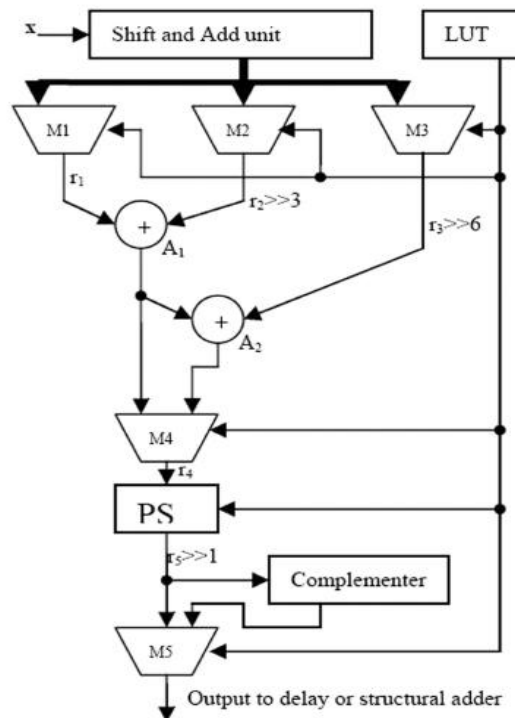 x
Shift and Add unit
LUT
M1
M2
M3
r₁
r₂>>3
r₃>>6
+
A₁
+
A₂
M4
r₄
PS
r₅>>1
Complementer
M5
Output to delay or structural adder